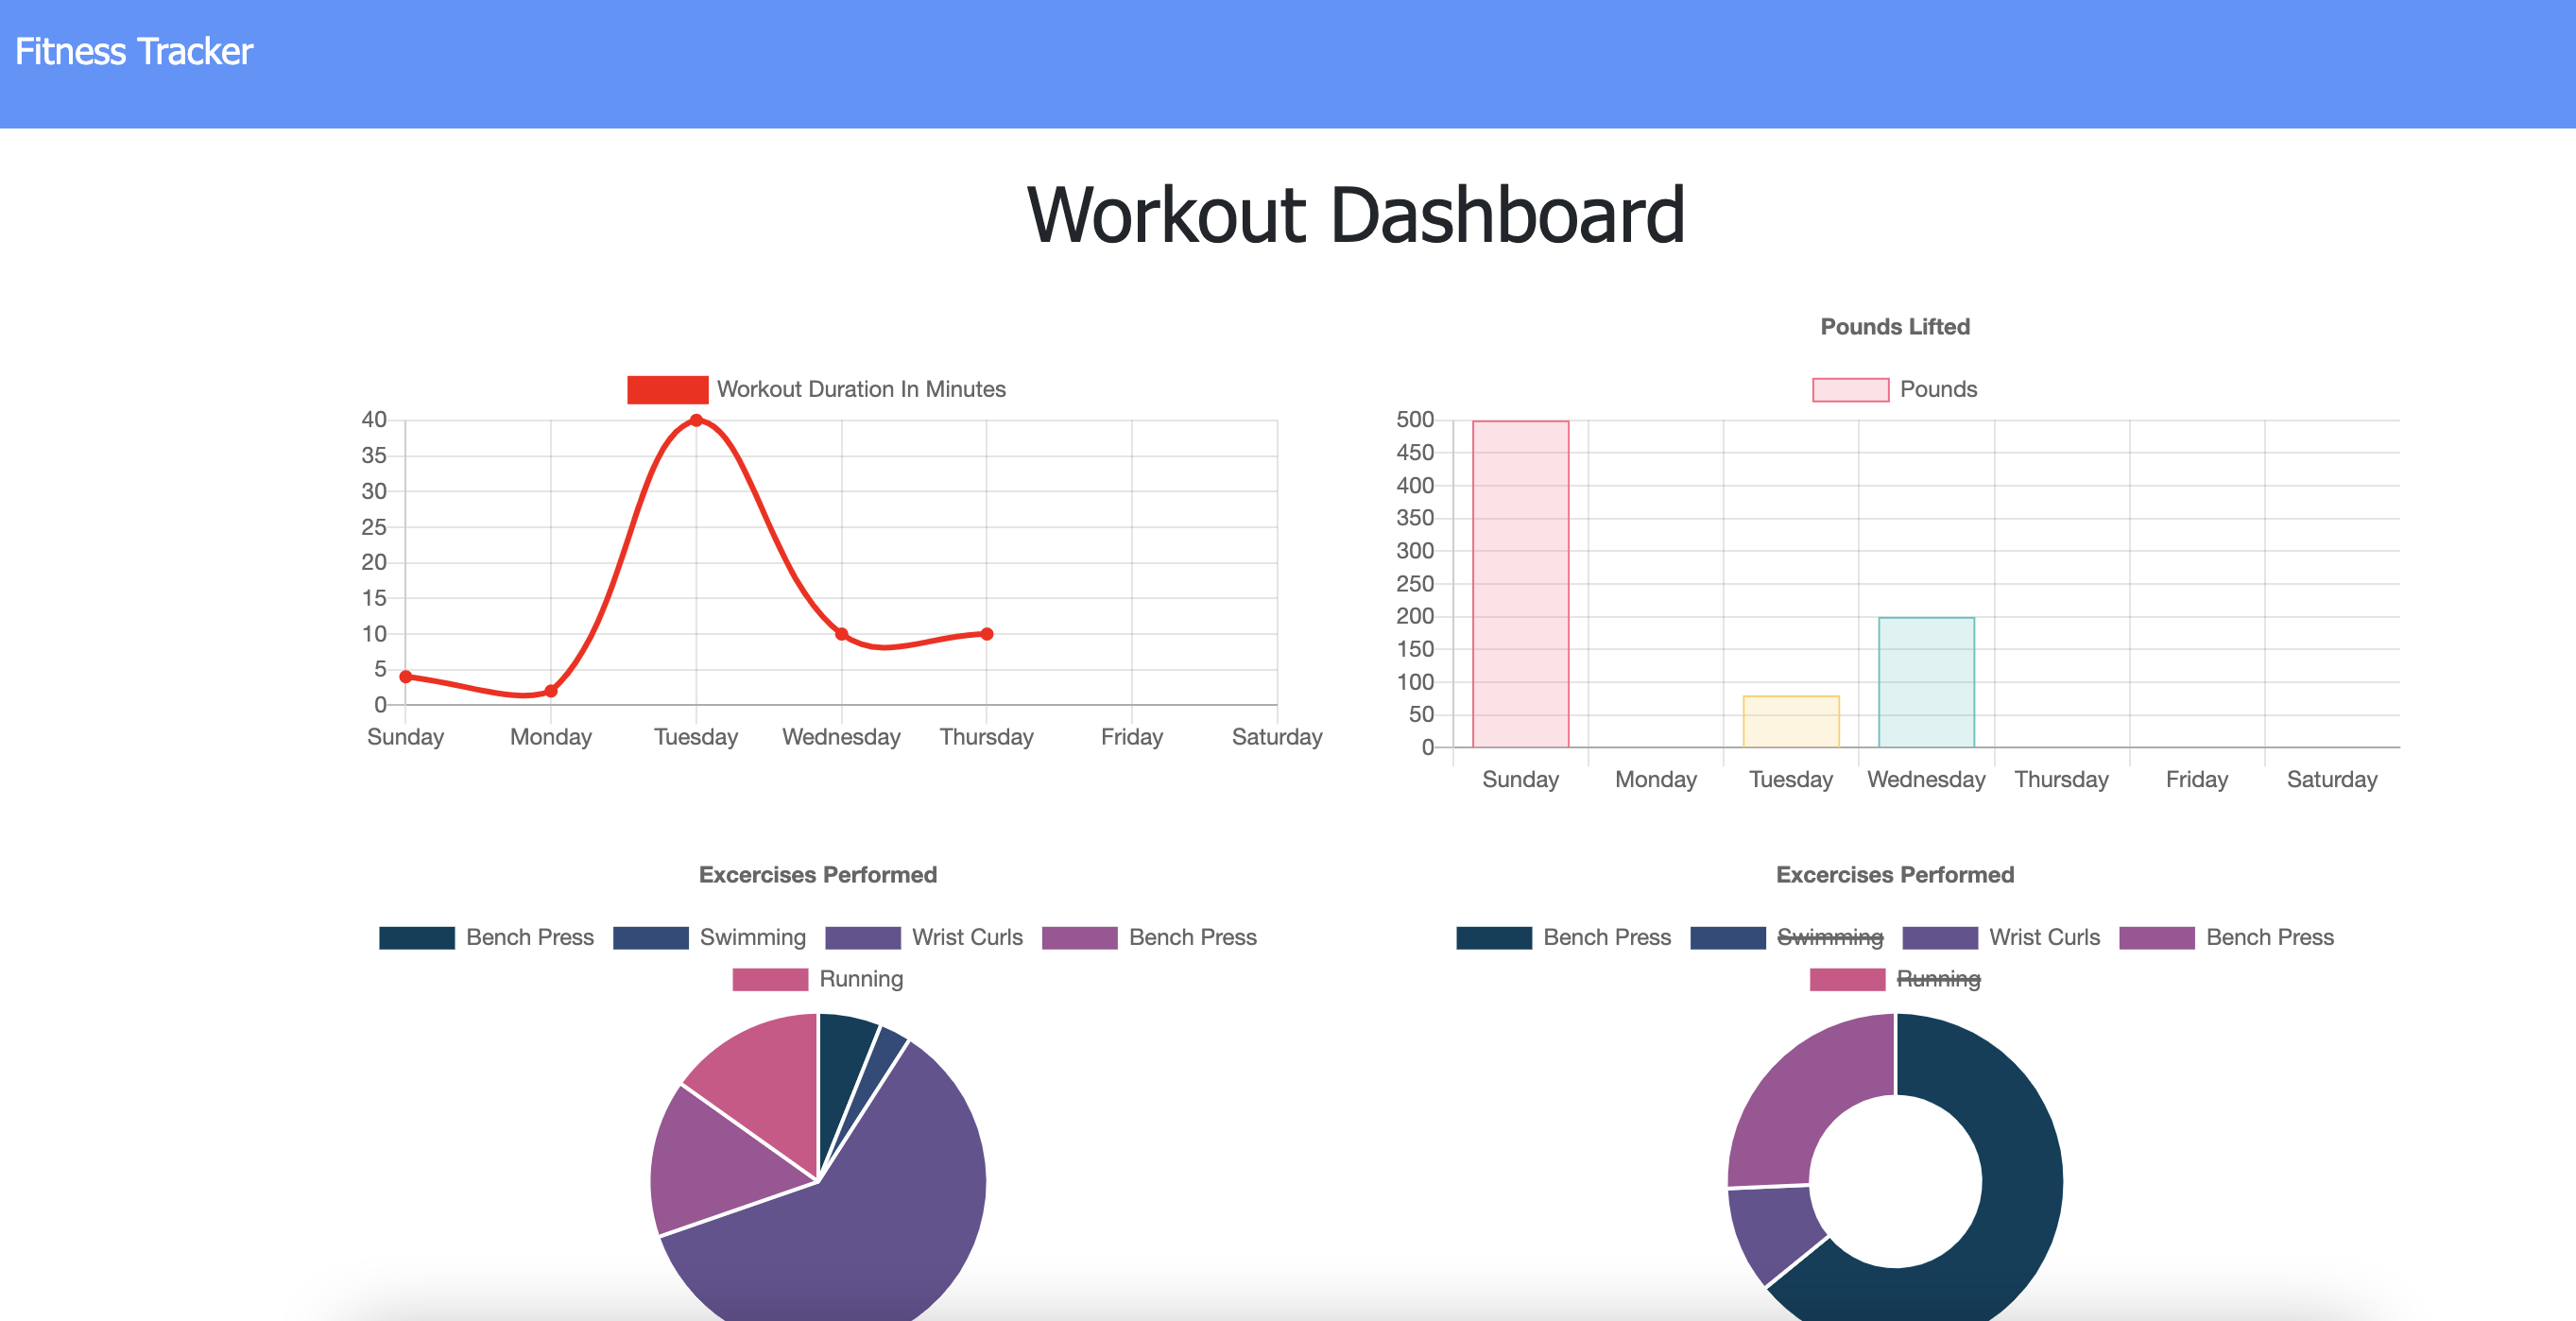 Fitness Tracker
Workout Dashboard
Workout Duration In Minutes
40
35
30
25
20
15
10
5
0
Sunday Monday Tuesday Wednesday Thursday Friday Saturday
Pounds Lifted
Pounds
500
450
400
350
300
250
200
150
100
50
0
Sunday Monday Tuesday Wednesday Thursday Friday Saturday
Excercises Performed
Bench Press Swimming Wrist Curls Bench Press
Running
Excercises Performed
Bench Press Swimming Wrist Curls Bench Press
Running